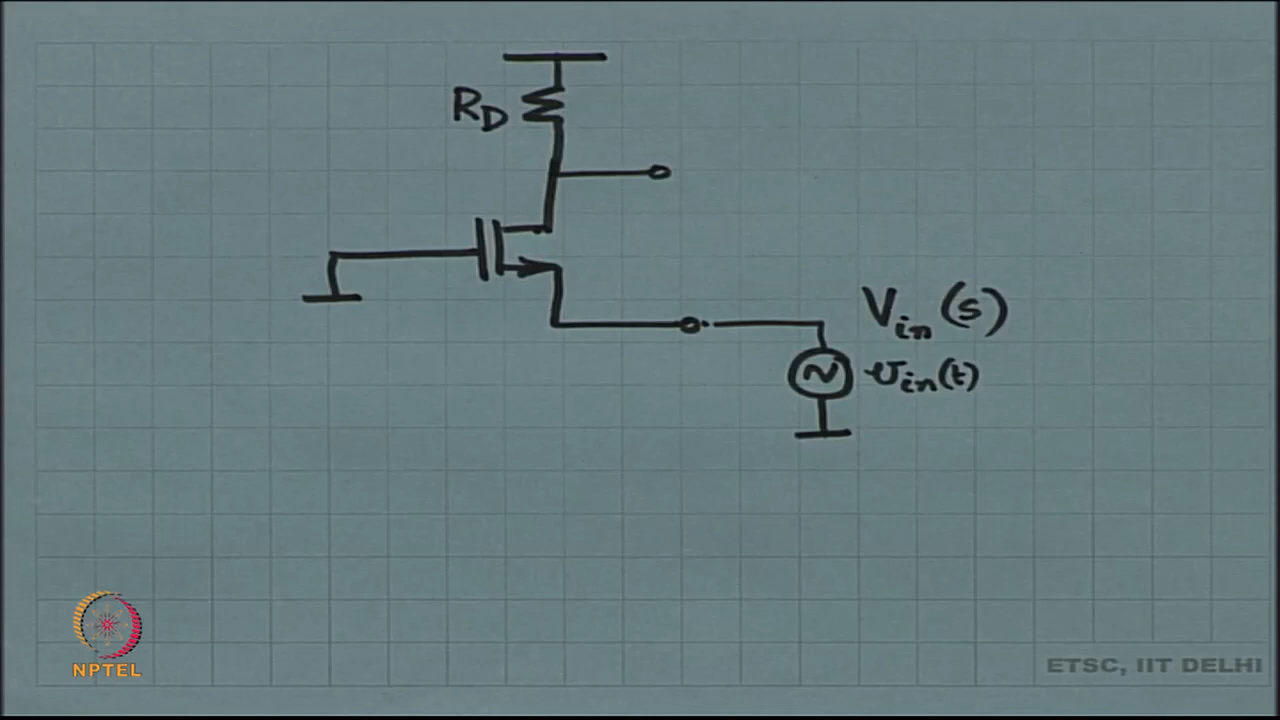 R_D
V_in(s)
v_in(t)
NPTEL
ETSC, IIT DELHI